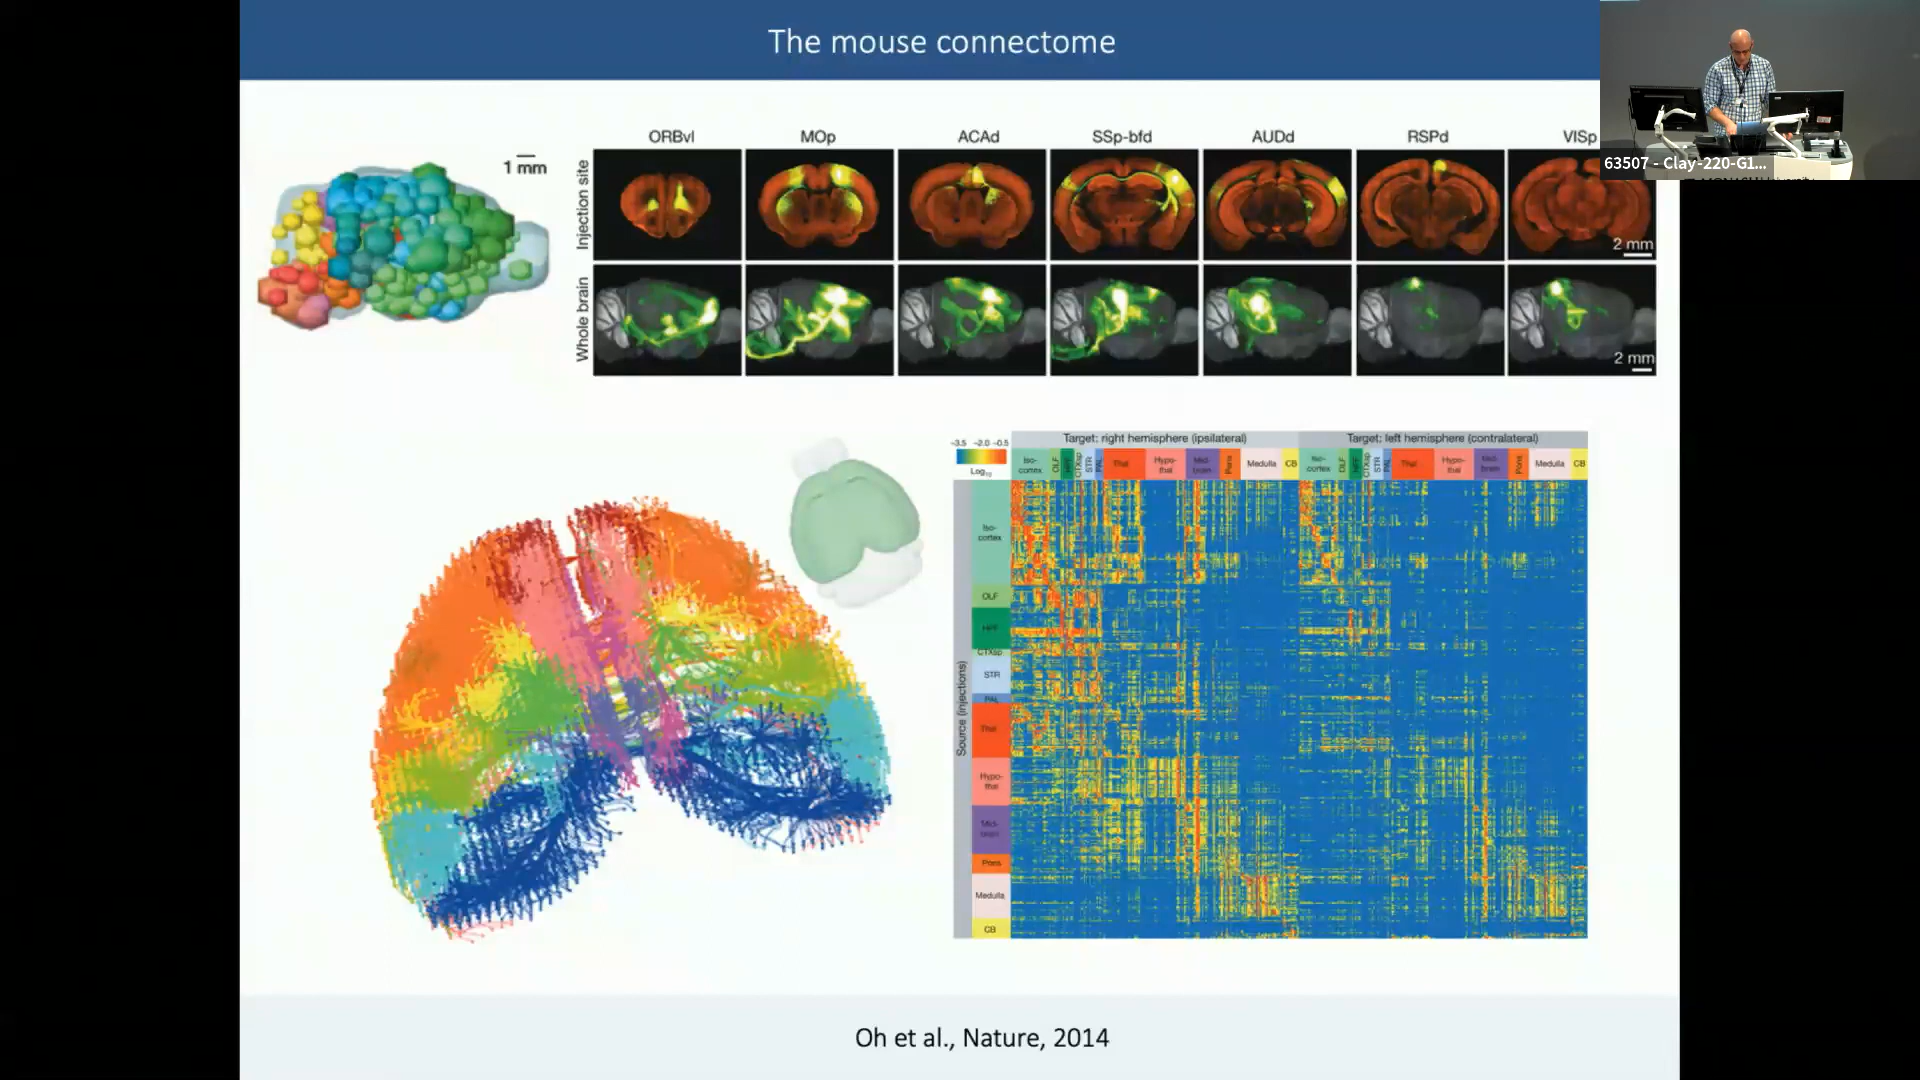 The mouse connectome
63507 - Clay-220-G1...
1 mm
ORBvl MOp ACAd SSp-bfd AUDd RSPd VISp
Injection site
2 mm
Whole brain
2 mm
-3.5 -2.0 -0.5
Log10
Target: right hemisphere (ipsilateral) Target: left hemisphere (contralateral)
Iso-cortex OLF HPF CTXsp STR PAL Thal Hypo-thal Mid-brain Pons Medulla CB Iso-cortex OLF HPF CTXsp STR PAL Thal Hypo-thal Mid-brain Pons Medulla CB
Source (injections)
Iso-
cortex
OLF
HPF
CTXsp
STR
PAL
Thal
Hypo-
thal
Mid-
brain
Pons
Medulla
CB
Oh et al., Nature, 2014